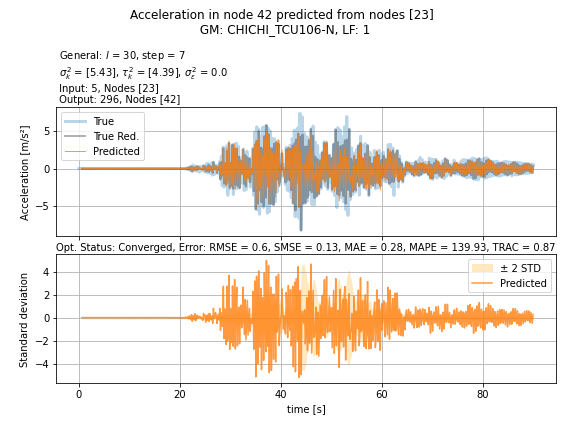 Acceleration in node 42 predicted from nodes [23]
GM: CHICHI_TCU106-N, LF: 1
General: l = 30, step = 7
σ²ₖ = [5.43], τ²ₖ = [4.39], σ²ε = 0.0
Input: 5, Nodes [23]
Output: 296, Nodes [42]
True
True Red.
Predicted
Acceleration [m/s²]
5
0
−5
Opt. Status: Converged, Error: RMSE = 0.6, SMSE = 0.13, MAE = 0.28, MAPE = 139.93, TRAC = 0.87
± 2 STD
Predicted
Standard deviation
4
2
0
−2
−4
0 20 40 60 80
time [s]